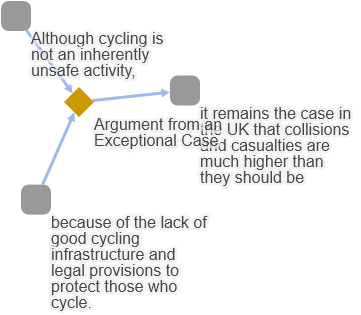 Although cycling is
not an inherently
unsafe activity,
Argument from an
Exceptional Case
it remains the case in
the UK that collisions
and casualties are
much higher than
they should be
because of the lack of
good cycling
infrastructure and
legal provisions to
protect those who
cycle.